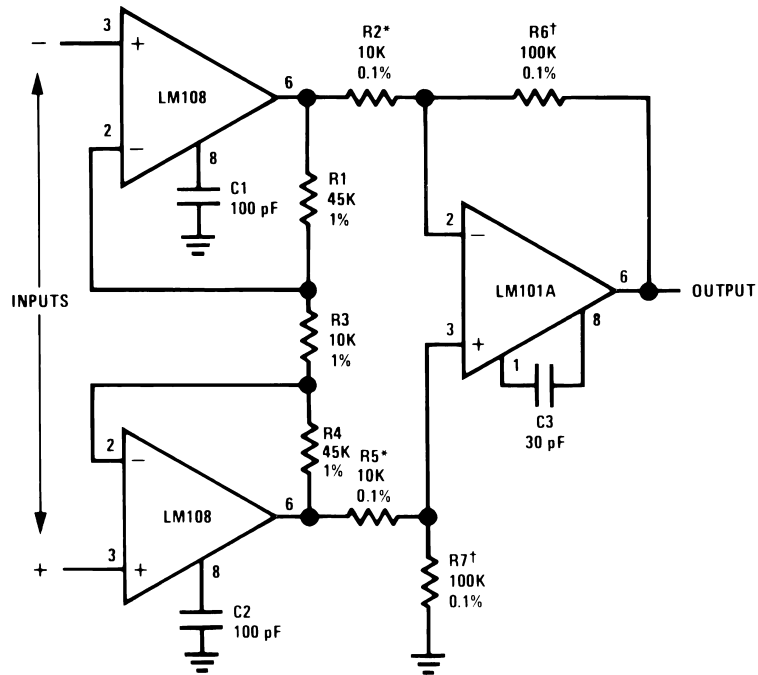 R2*
10K
0.1%
R6†
100K
0.1%
3
−
+
LM108
6
2
−
8
C1
100 pF
R1
45K
1%
2
−
LM101A
6
OUTPUT
INPUTS
R3
10K
1%
3
+
8
1
C3
30 pF
2
−
R4
45K
1%
R5*
10K
0.1%
LM108
6
3
+
+
8
R7†
100K
0.1%
C2
100 pF